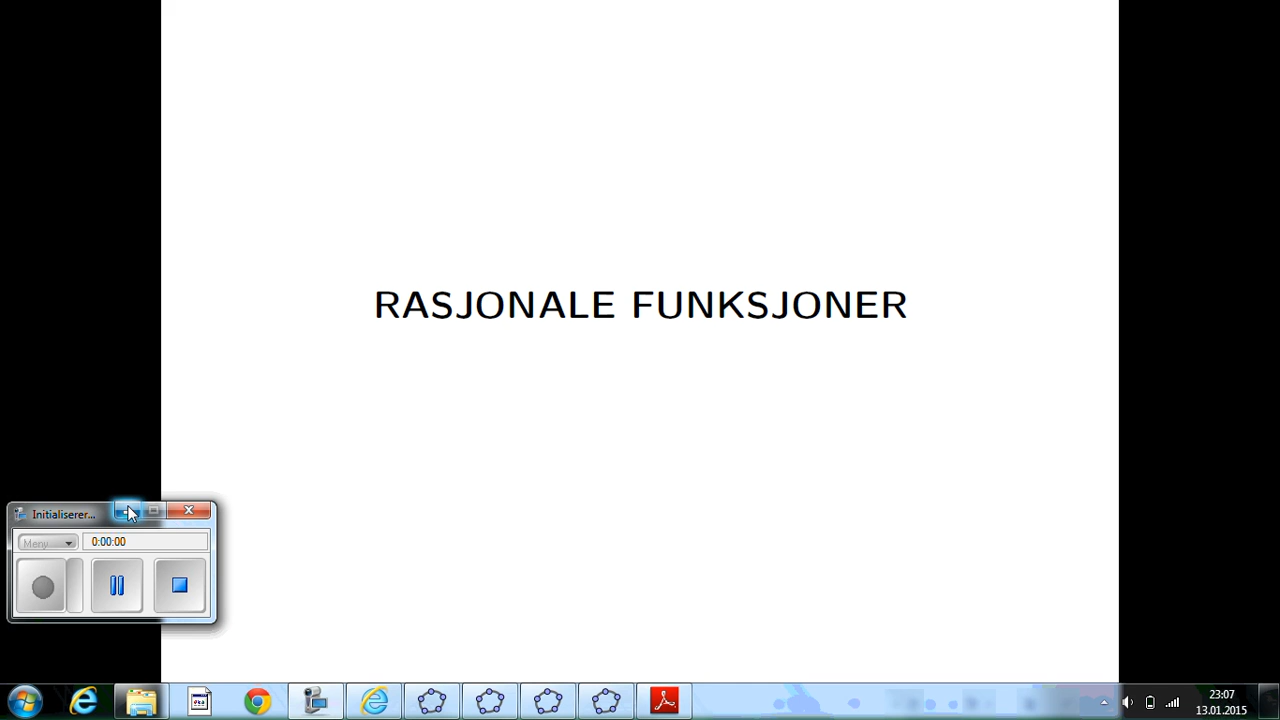 RASJONALE FUNKSJONER
Initialiserer...
Meny
0:00:00
23:07
13.01.2015